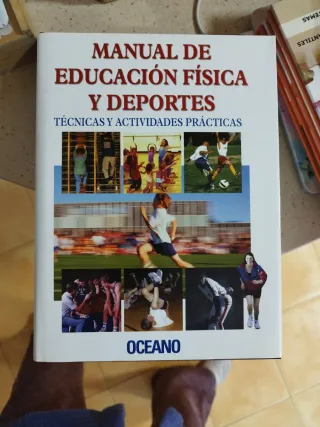 MANUAL DE
EDUCACIÓN FÍSICA
Y DEPORTES
TÉCNICAS Y ACTIVIDADES PRÁCTICAS
OCEANO